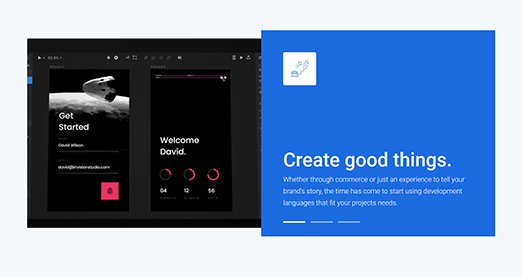 63.8%
Get
Started
David Wilson
david@invisionstudio.com
Welcome
David.
04
12
56
Create good things.
Whether through commerce or just an experience to tell your
brand's story, the time has come to start using development
languages that fit your projects needs.